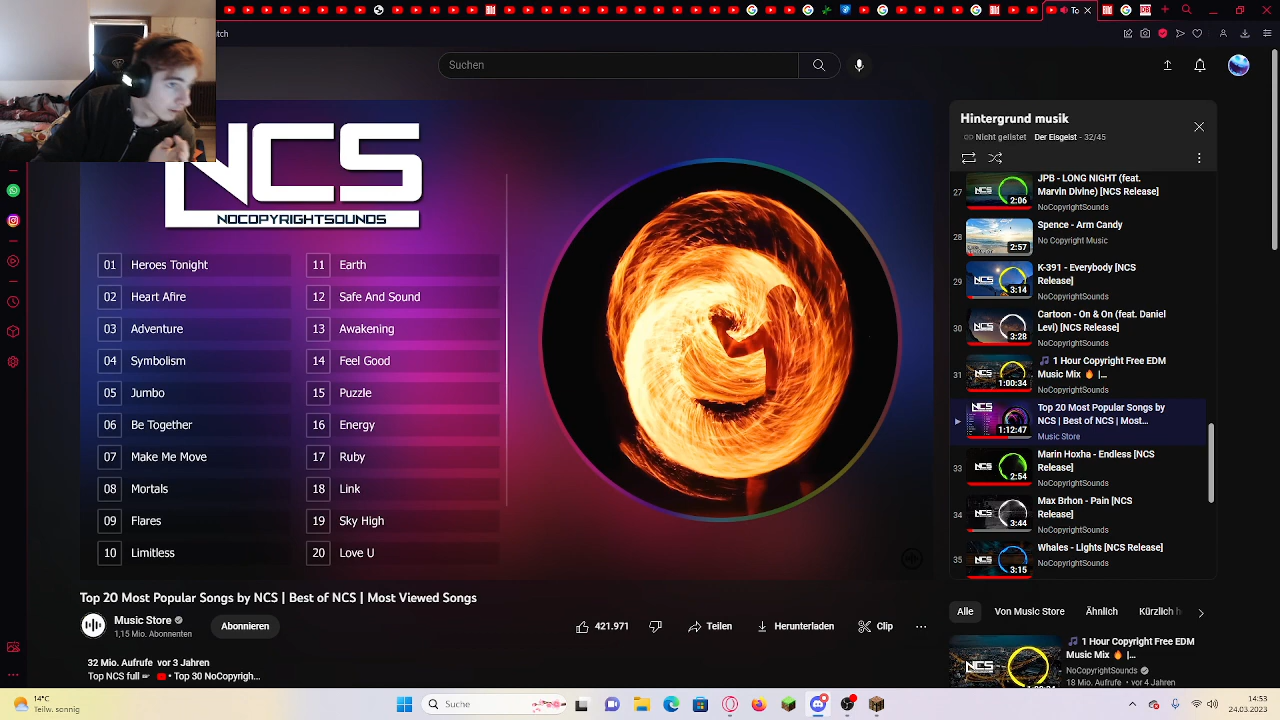 tch
Suchen
NCS
NOCOPYRIGHTSOUNDS
01 Heroes Tonight
02 Heart Afire
03 Adventure
04 Symbolism
05 Jumbo
06 Be Together
07 Make Me Move
08 Mortals
09 Flares
10 Limitless
11 Earth
12 Safe And Sound
13 Awakening
14 Feel Good
15 Puzzle
16 Energy
17 Ruby
18 Link
19 Sky High
20 Love U
Top 20 Most Popular Songs by NCS | Best of NCS | Most Viewed Songs
Music Store
1,15 Mio. Abonnenten
Abonnieren
421.971
Teilen
Herunterladen
Clip
32 Mio. Aufrufe vor 3 Jahren
Top NCS full • Top 30 NoCopyrigh...
Hintergrund musik
Nicht gelistet Der Eisgeist - 32/45
27
JPB - LONG NIGHT (feat.
Marvin Divine) [NCS Release]
NoCopyrightSounds
2:06
28
Spence - Arm Candy
No Copyright Music
2:57
29
K-391 - Everybody [NCS
Release]
NoCopyrightSounds
3:14
30
Cartoon - On & On (feat. Daniel
Levi) [NCS Release]
NoCopyrightSounds
3:28
31
🎵 1 Hour Copyright Free EDM
Music Mix 🔥 |...
NoCopyrightSounds
1:00:34
Top 20 Most Popular Songs by
NCS | Best of NCS | Most...
Music Store
1:12:47
33
Marin Hoxha - Endless [NCS
Release]
NoCopyrightSounds
2:54
34
Max Brhon - Pain [NCS
Release]
NoCopyrightSounds
3:44
35
Whales - Lights [NCS Release]
NoCopyrightSounds
3:15
Alle
Von Music Store
Ähnlich
Kürzlich h
🎵 1 Hour Copyright Free EDM
Music Mix 🔥 |...
NoCopyrightSounds
18 Mio. Aufrufe • vor 4 Jahren
14°C
Teilw. sonnig
Suche
14:53
24.03.2023